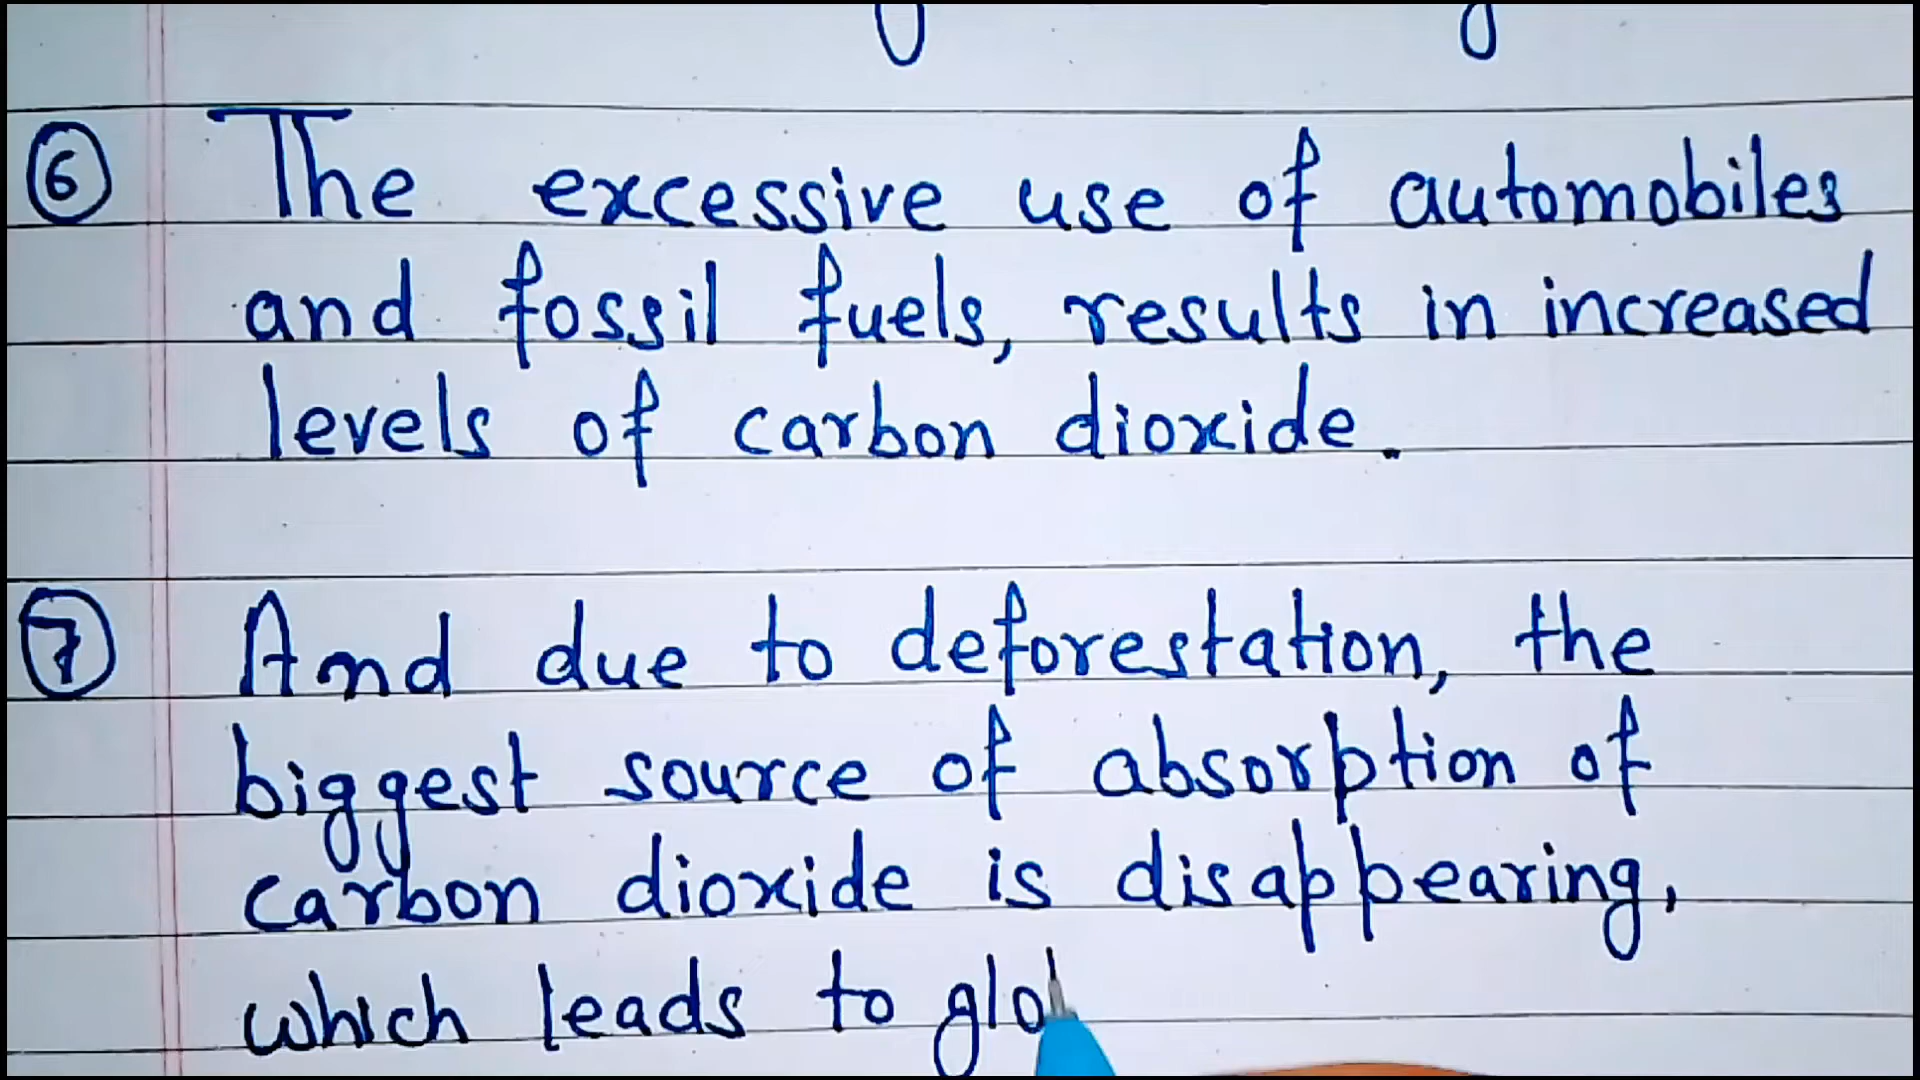 6 The excessive use of automobiles
and fossil fuels, results in increased
levels of carbon dioxide.
7 And due to deforestation, the
biggest source of absorption of
carbon dioxide is disappearing,
which leads to